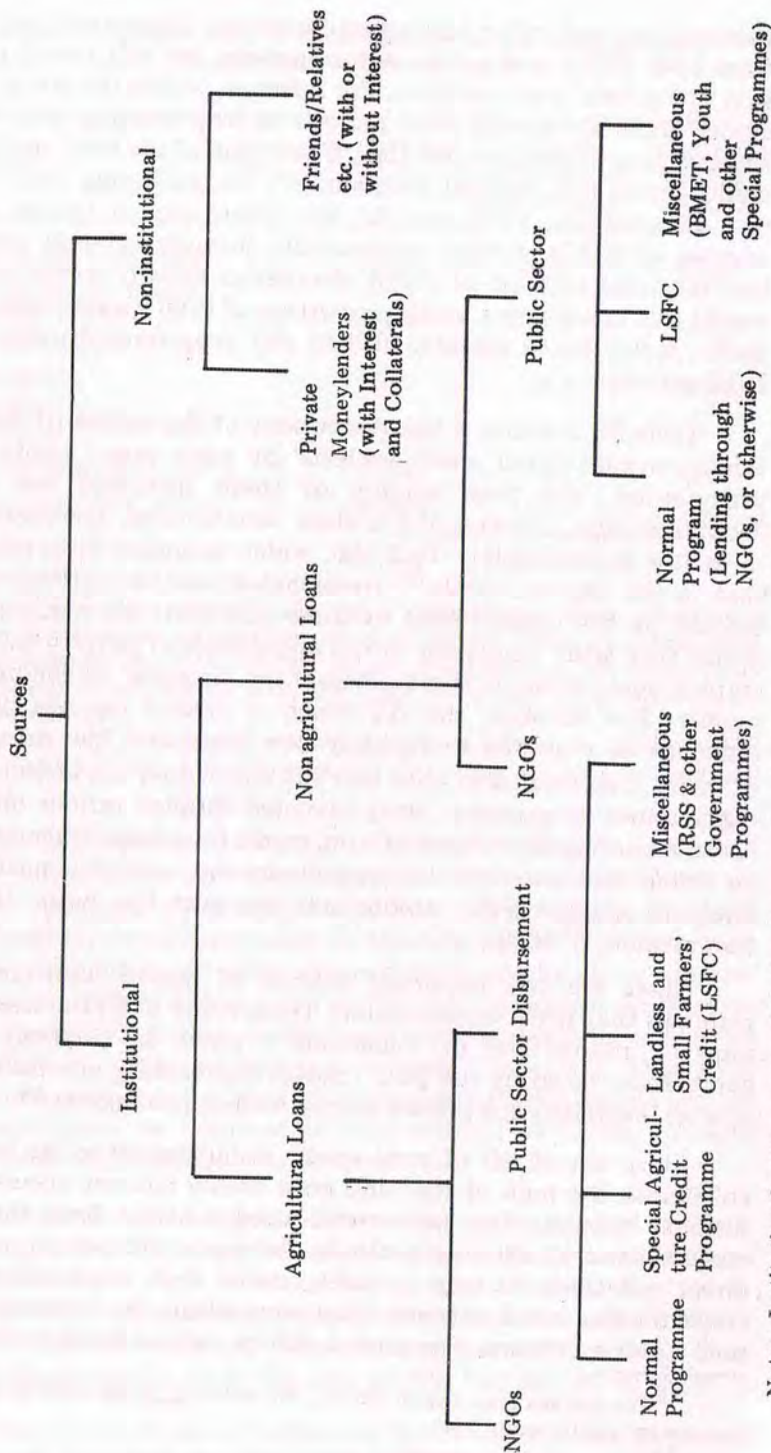 Sources
Institutional
Non-institutional
Agricultural Loans
Non Agricultural Loans
Private
Moneylenders
(with Interest
and Collaterals)
Friends/Relatives
etc. (with or
without Interest)
NGOs
Public Sector Disbursement
NGOs
Public Sector
Normal
Programme
Special Agricul-
ture Credit
Programme
Landless and
Small Farmers'
Credit (LSFC)
Miscellaneous
(RSS & other
Government
Programmes)
Normal
Program
(Lending through
NGOs, or otherwise)
LSFC
Miscellaneous
(BMET, Youth
and other
Special Programmes)